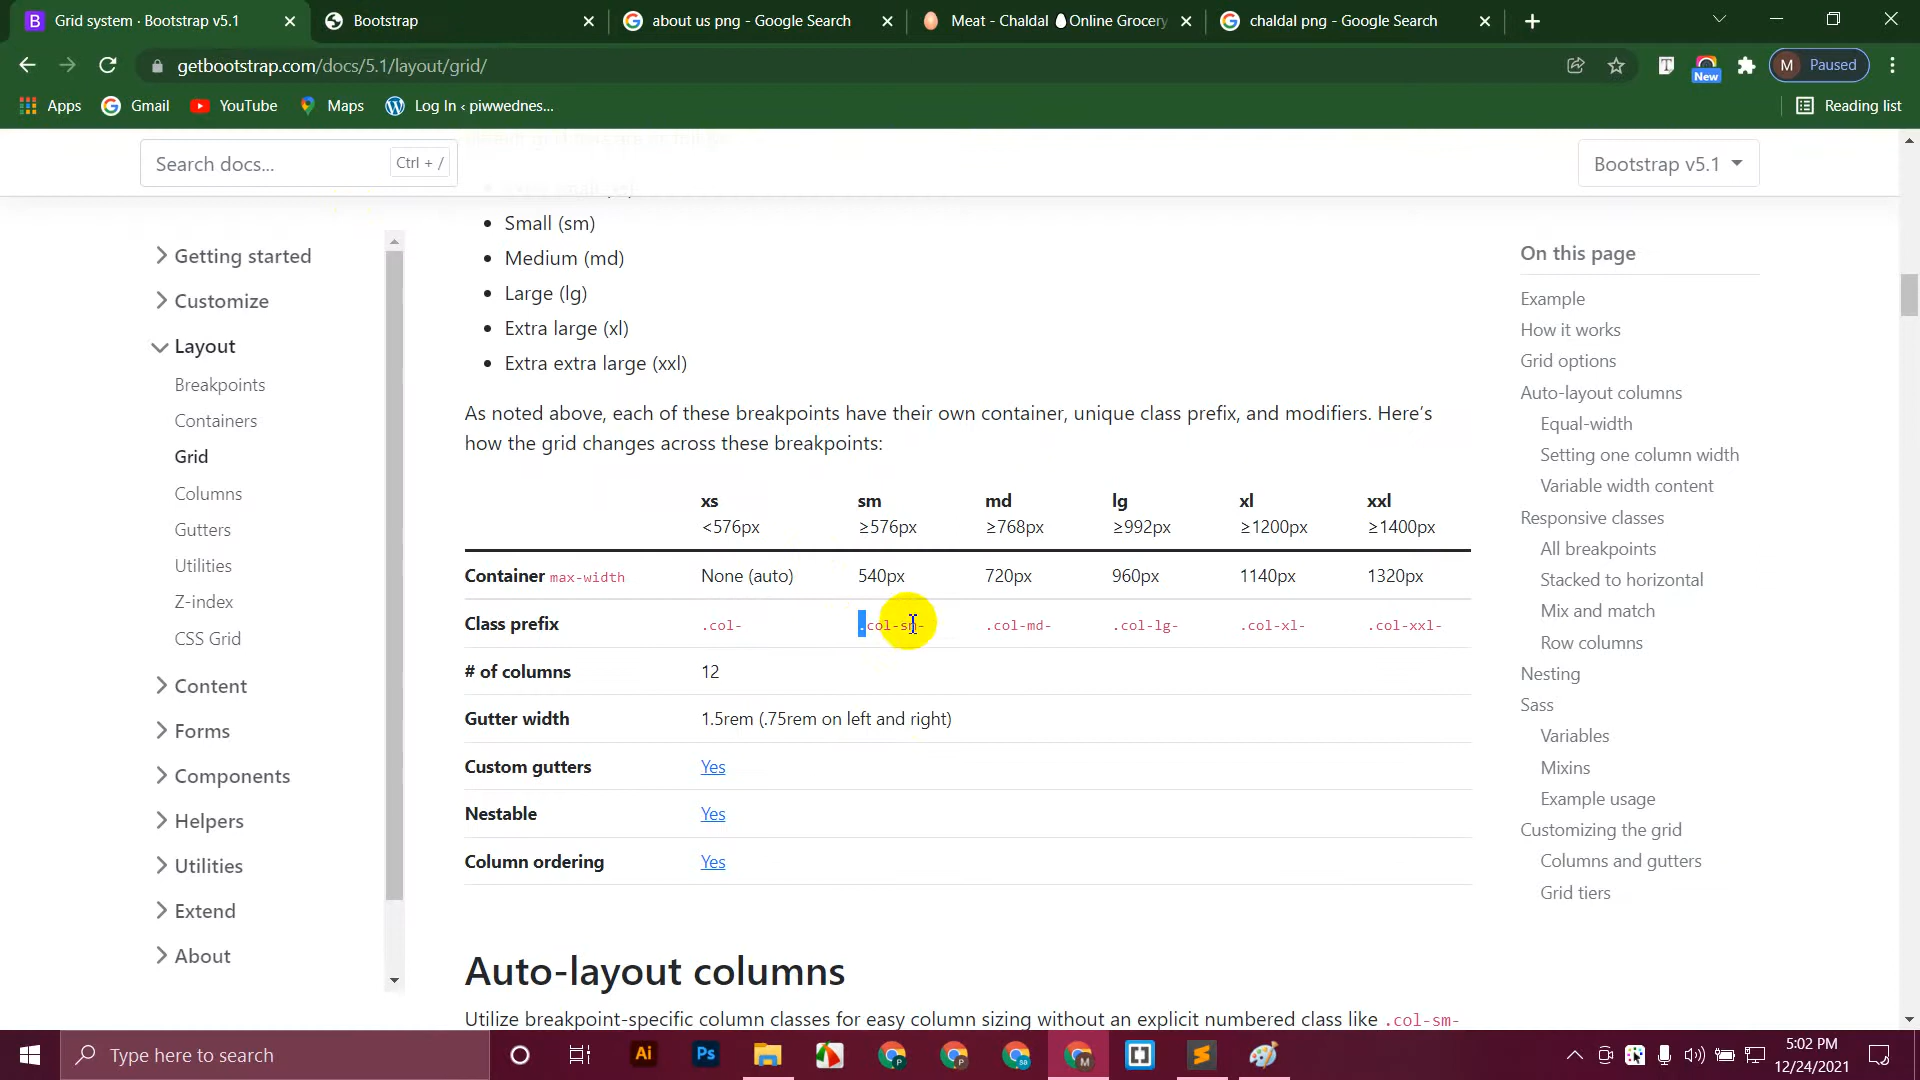 Grid system · Bootstrap v5.1
Bootstrap
about us png - Google Search
Meat - Chaldal Online Grocery
chaldal png - Google Search
getbootstrap.com/docs/5.1/layout/grid/
New
M Paused
Apps
Gmail
YouTube
Maps
Log In ‹ piwwednes...
Reading list
Search docs...
Ctrl + /
Bootstrap v5.1
Getting started
Customize
Layout
Breakpoints
Containers
Grid
Columns
Gutters
Utilities
Z-index
CSS Grid
Content
Forms
Components
Helpers
Utilities
Extend
About
• Small (sm)
• Medium (md)
• Large (lg)
• Extra large (xl)
• Extra extra large (xxl)
As noted above, each of these breakpoints have their own container, unique class prefix, and modifiers. Here’s
how the grid changes across these breakpoints:
xs sm md lg xl xxl
<576px ≥576px ≥768px ≥992px ≥1200px ≥1400px
Container max-width None (auto) 540px 720px 960px 1140px 1320px
Class prefix .col- .col-sm- .col-md- .col-lg- .col-xl- .col-xxl-
# of columns 12
Gutter width 1.5rem (.75rem on left and right)
Custom gutters Yes
Nestable Yes
Column ordering Yes
Auto-layout columns
Utilize breakpoint-specific column classes for easy column sizing without an explicit numbered class like .col-sm-
On this page
Example
How it works
Grid options
Auto-layout columns
Equal-width
Setting one column width
Variable width content
Responsive classes
All breakpoints
Stacked to horizontal
Mix and match
Row columns
Nesting
Sass
Variables
Mixins
Example usage
Customizing the grid
Columns and gutters
Grid tiers
Type here to search
Ai
Ps
5:02 PM
12/24/2021